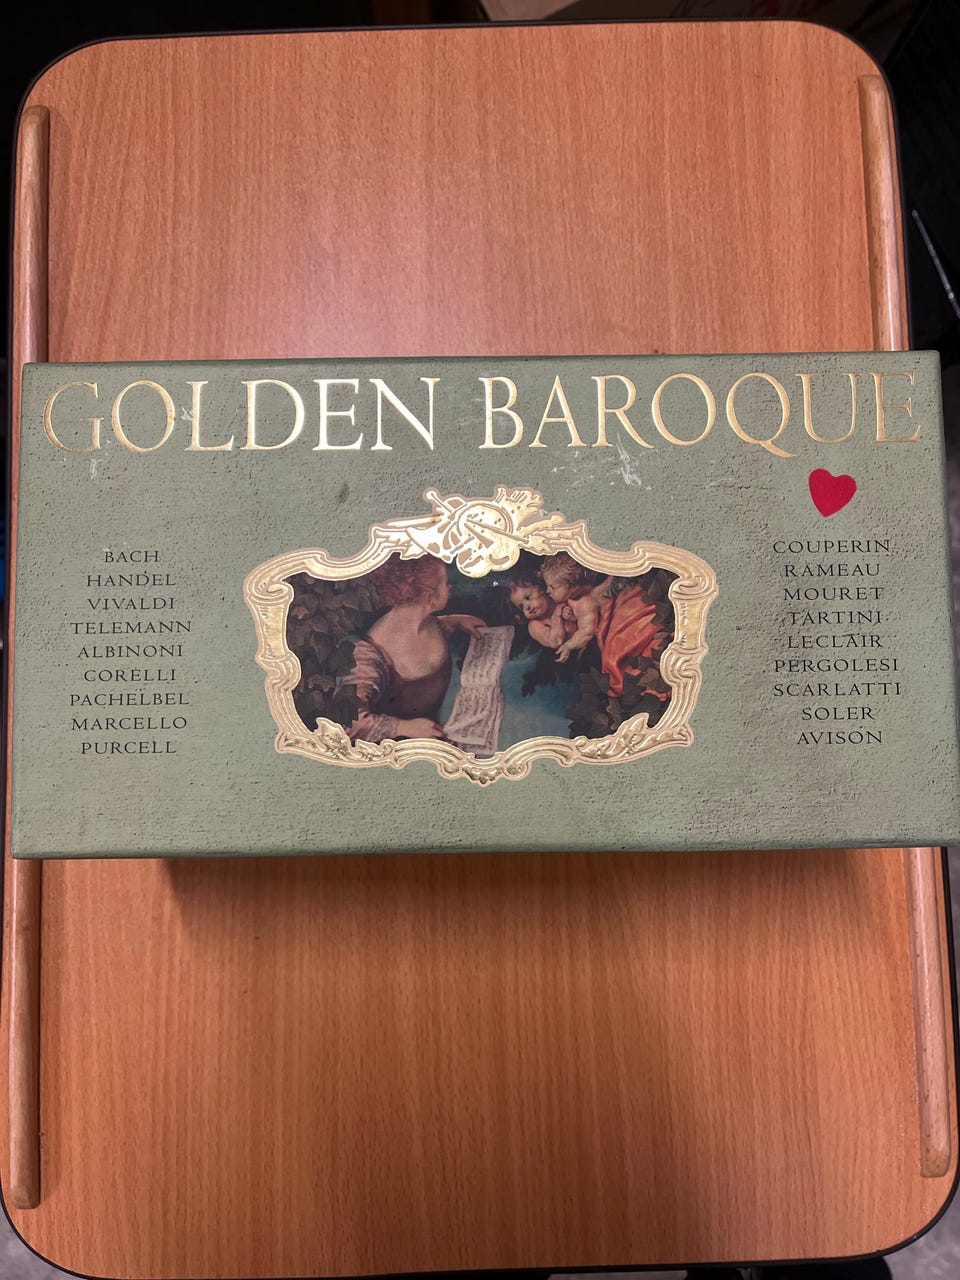 GOLDEN BAROQUE
BACH
HANDEL
VIVALDI
TELEMANN
ALBINONI
CORELLI
PACHELBEL
MARCELLO
PURCELL
COUPERIN
RAMEAU
MOURET
TARTINI
LECLAIR
PERGOLESI
SCARLATTI
SOLER
AVISON